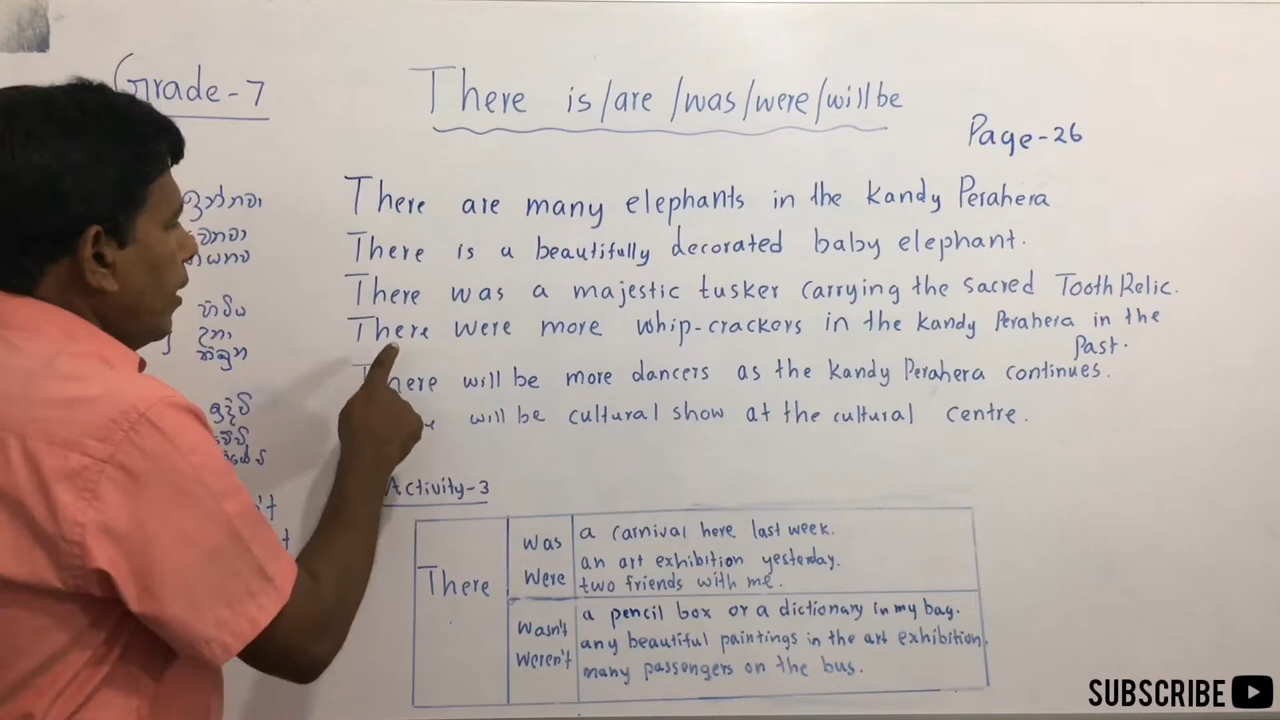 Grade-7
There is/are/was/were/will be
Page-26
There are many elephants in the Kandy Perahera
There is a beautifully decorated baby elephant.
There was a majestic tusker carrying the sacred Tooth Relic.
There were more whip-crackers in the Kandy Perahera in the
Past.
There will be more dancers as the Kandy Perahera continues.
will be cultural show at the cultural centre.
Activity-3
There
was
were
a carnival here last week.
an art exhibition yesterday.
two friends with me.
wasn't
weren't
a pencil box or a dictionary in my bag.
any beautiful paintings in the art exhibition.
many passengers on the bus.
SUBSCRIBE